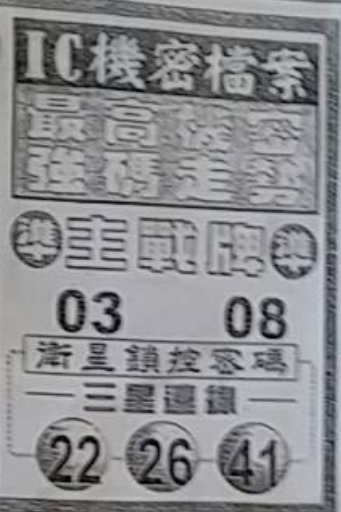 IC機密檔案
最高機密
強碼走勢
準 主戰牌 準
03 08
衛星鎖控密碼
三星連線
22 26 41